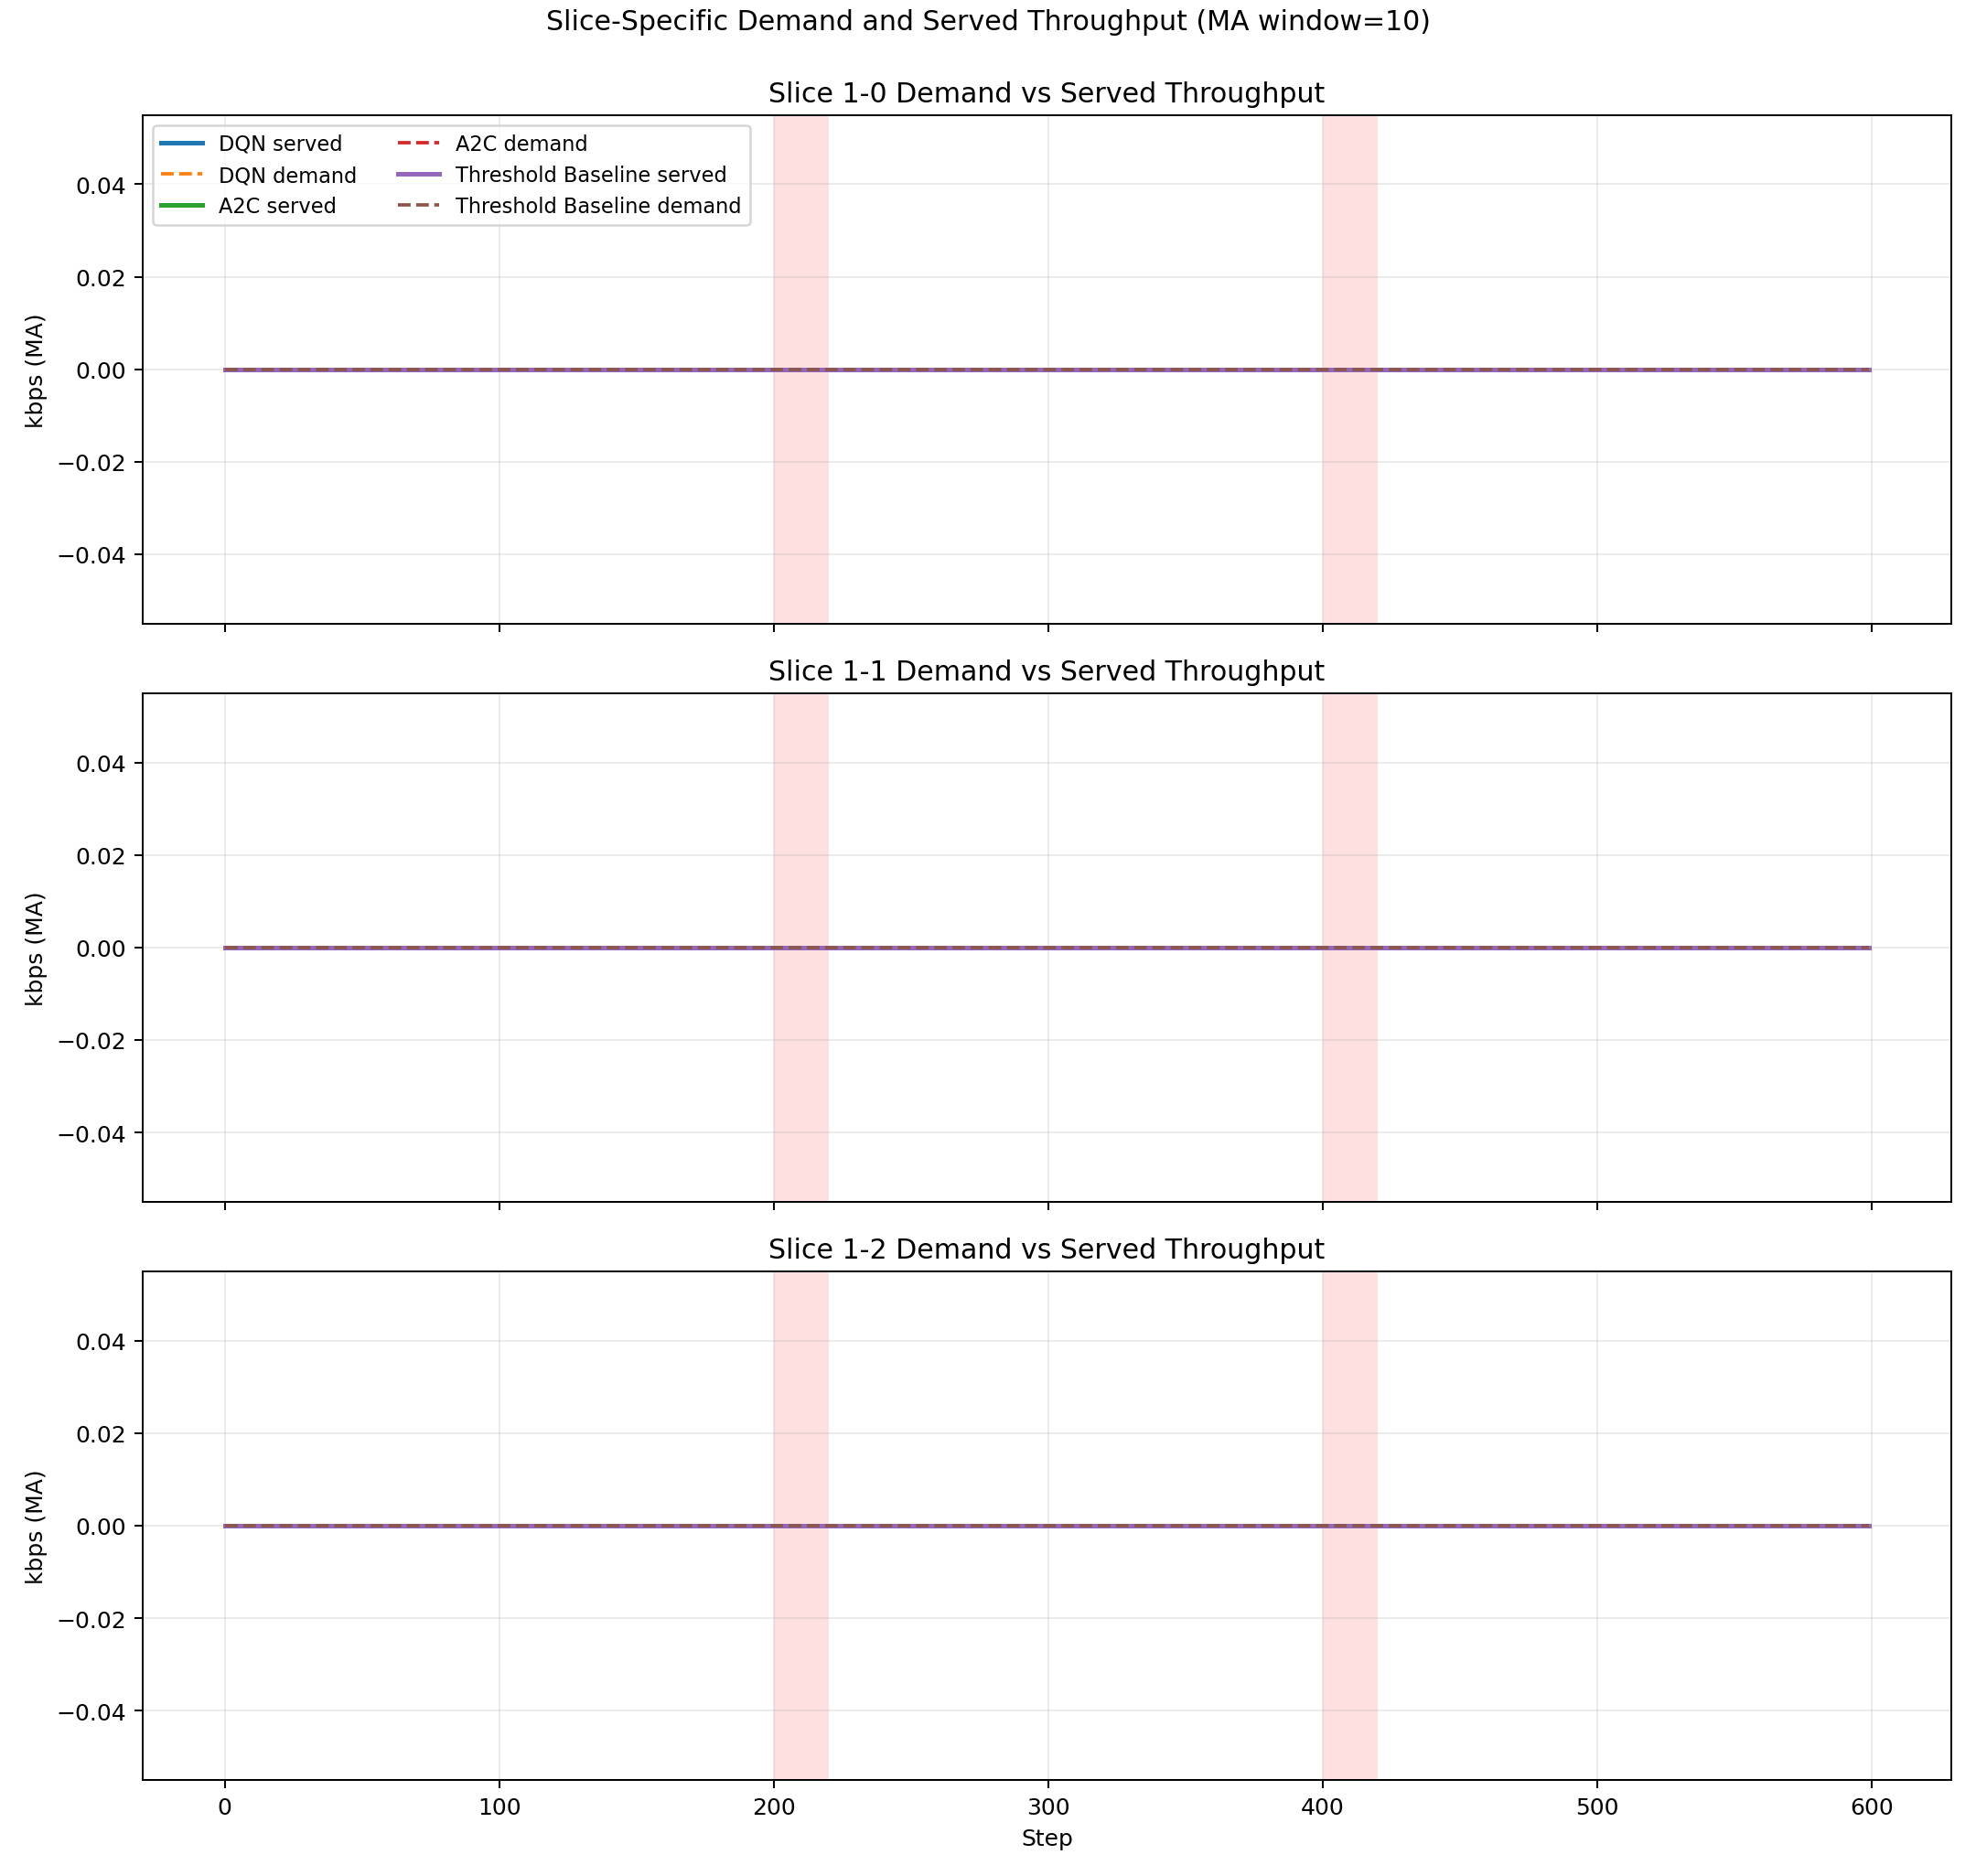 Slice-Specific Demand and Served Throughput (MA window=10)
Slice 1-0 Demand vs Served Throughput
DQN served
DQN demand
A2C served
A2C demand
Threshold Baseline served
Threshold Baseline demand
kbps (MA)
0.04
0.02
0.00
−0.02
−0.04
Slice 1-1 Demand vs Served Throughput
kbps (MA)
0.04
0.02
0.00
−0.02
−0.04
Slice 1-2 Demand vs Served Throughput
kbps (MA)
0.04
0.02
0.00
−0.02
−0.04
0 100 200 300 400 500 600
Step